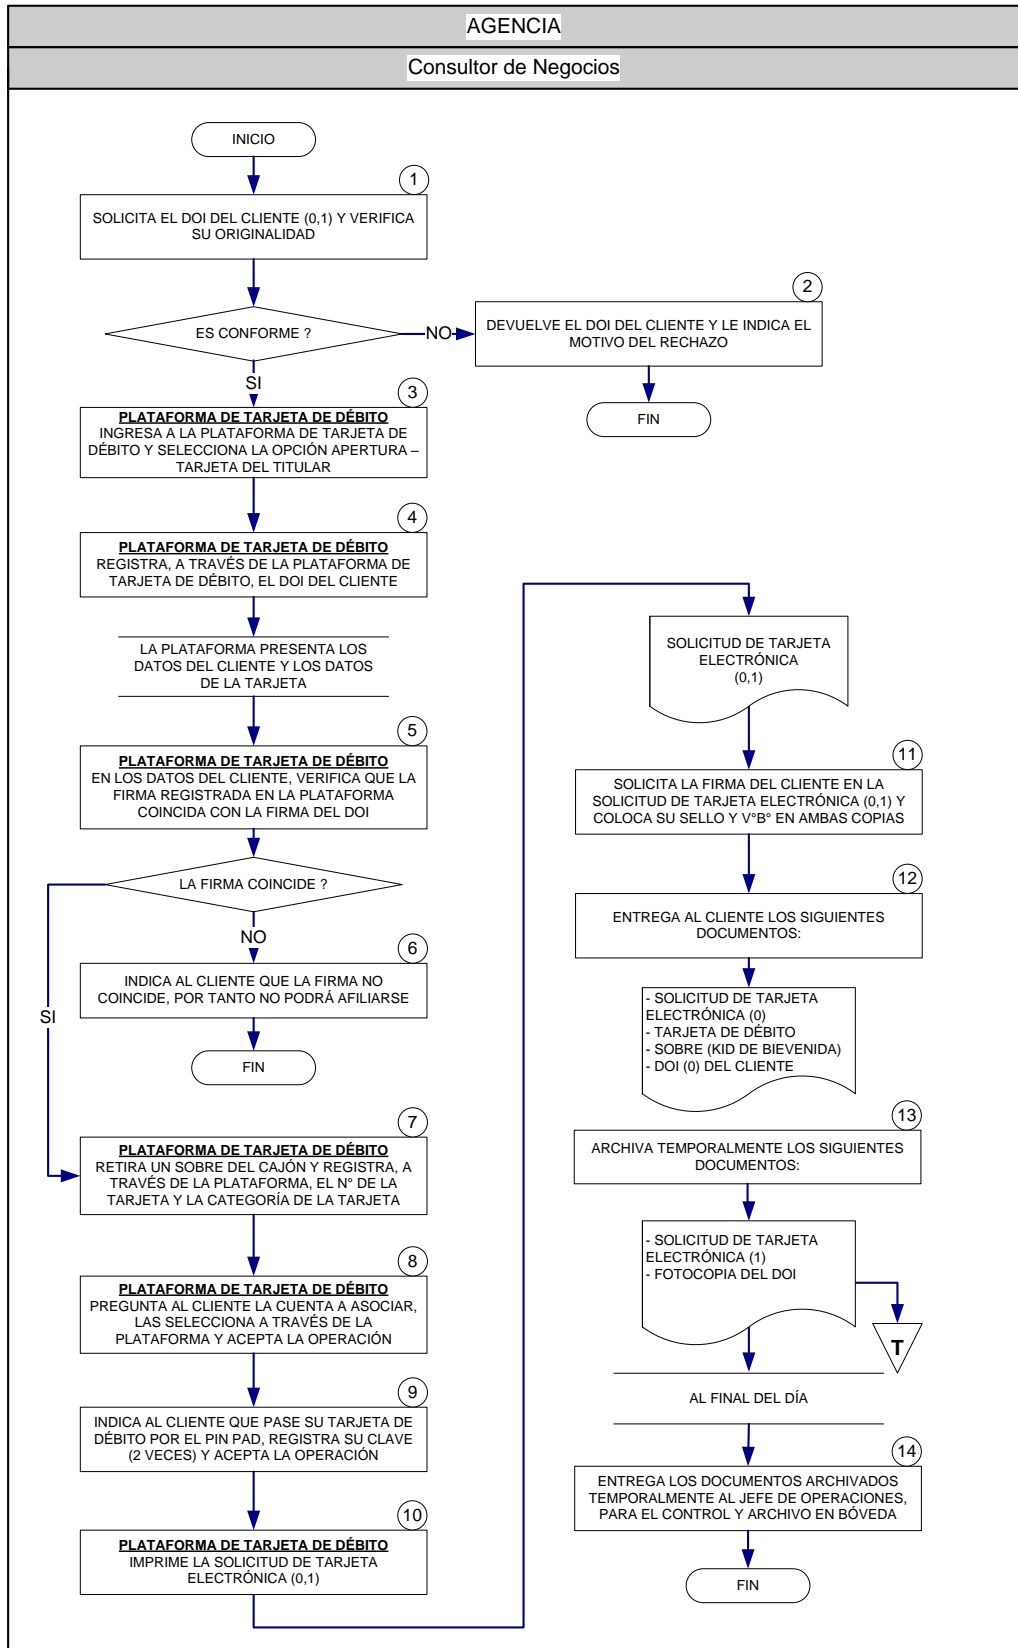 AGENCIA
Consultor de Negocios
INICIO
1
SOLICITA EL DOI DEL CLIENTE (0,1) Y VERIFICA
SU ORIGINALIDAD
ES CONFORME ?
NO
2
DEVUELVE EL DOI DEL CLIENTE Y LE INDICA EL
MOTIVO DEL RECHAZO
FIN
SI
3
PLATAFORMA DE TARJETA DE DÉBITO
INGRESA A LA PLATAFORMA DE TARJETA DE
DÉBITO Y SELECCIONA LA OPCIÓN APERTURA –
TARJETA DEL TITULAR
4
PLATAFORMA DE TARJETA DE DÉBITO
REGISTRA, A TRAVÉS DE LA PLATAFORMA DE
TARJETA DE DÉBITO, EL DOI DEL CLIENTE
LA PLATAFORMA PRESENTA LOS
DATOS DEL CLIENTE Y LOS DATOS
DE LA TARJETA
5
PLATAFORMA DE TARJETA DE DÉBITO
EN LOS DATOS DEL CLIENTE, VERIFICA QUE LA
FIRMA REGISTRADA EN LA PLATAFORMA
COINCIDA CON LA FIRMA DEL DOI
LA FIRMA COINCIDE ?
NO
6
INDICA AL CLIENTE QUE LA FIRMA NO
COINCIDE, POR TANTO NO PODRÁ AFILIARSE
FIN
SI
7
PLATAFORMA DE TARJETA DE DÉBITO
RETIRA UN SOBRE DEL CAJÓN Y REGISTRA, A
TRAVÉS DE LA PLATAFORMA, EL N° DE LA
TARJETA Y LA CATEGORÍA DE LA TARJETA
8
PLATAFORMA DE TARJETA DE DÉBITO
PREGUNTA AL CLIENTE LA CUENTA A ASOCIAR,
LAS SELECCIONA A TRAVÉS DE LA
PLATAFORMA Y ACEPTA LA OPERACIÓN
9
INDICA AL CLIENTE QUE PASE SU TARJETA DE
DÉBITO POR EL PIN PAD, REGISTRA SU CLAVE
(2 VECES) Y ACEPTA LA OPERACIÓN
10
PLATAFORMA DE TARJETA DE DÉBITO
IMPRIME LA SOLICITUD DE TARJETA
ELECTRÓNICA (0,1)
SOLICITUD DE TARJETA
ELECTRÓNICA
(0,1)
11
SOLICITA LA FIRMA DEL CLIENTE EN LA
SOLICITUD DE TARJETA ELECTRÓNICA (0,1) Y
COLOCA SU SELLO Y V°B° EN AMBAS COPIAS
12
ENTREGA AL CLIENTE LOS SIGUIENTES
DOCUMENTOS:
- SOLICITUD DE TARJETA
ELECTRÓNICA (0)
- TARJETA DE DÉBITO
- SOBRE (KID DE BIEVENIDA)
- DOI (0) DEL CLIENTE
13
ARCHIVA TEMPORALMENTE LOS SIGUIENTES
DOCUMENTOS:
- SOLICITUD DE TARJETA
ELECTRÓNICA (1)
- FOTOCOPIA DEL DOI
T
AL FINAL DEL DÍA
14
ENTREGA LOS DOCUMENTOS ARCHIVADOS
TEMPORALMENTE AL JEFE DE OPERACIONES,
PARA EL CONTROL Y ARCHIVO EN BÓVEDA
FIN